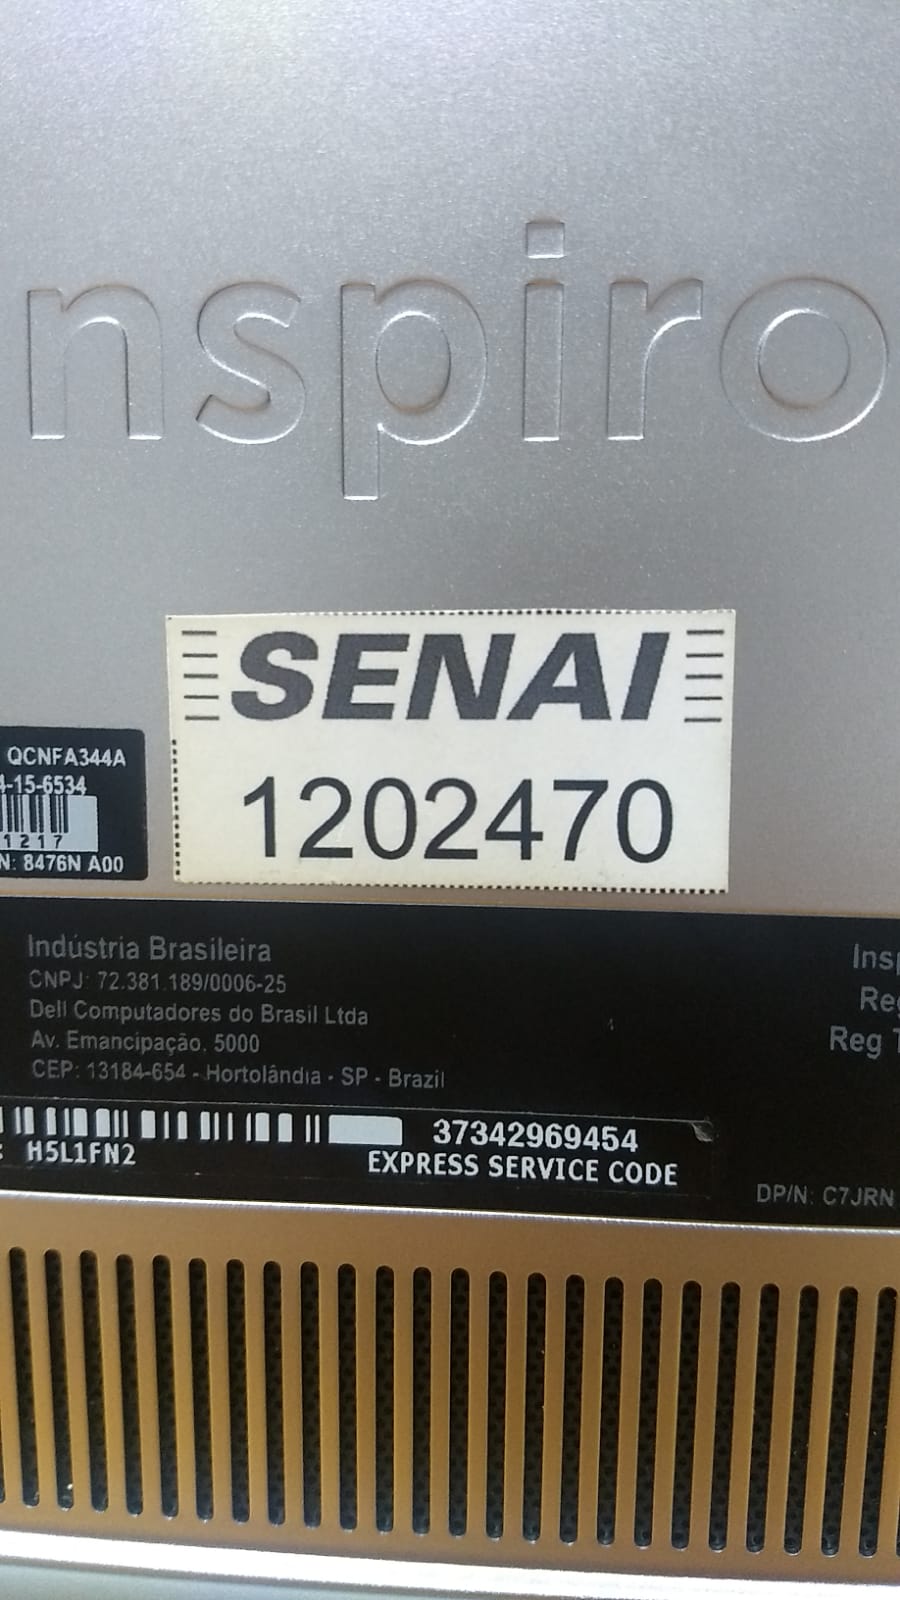 nspiro
SENAI
1202470
QCNFA344A
4-15-6534
1217
N: 8476N A00
Indústria Brasileira
CNPJ: 72.381.189/0006-25
Dell Computadores do Brasil Ltda
Av. Emancipação, 5000
CEP: 13184-654 - Hortolândia - SP - Brazil
Insp
Reg
Reg T
37342969454
: H5L1FN2
EXPRESS SERVICE CODE
DP/N: C7JRN